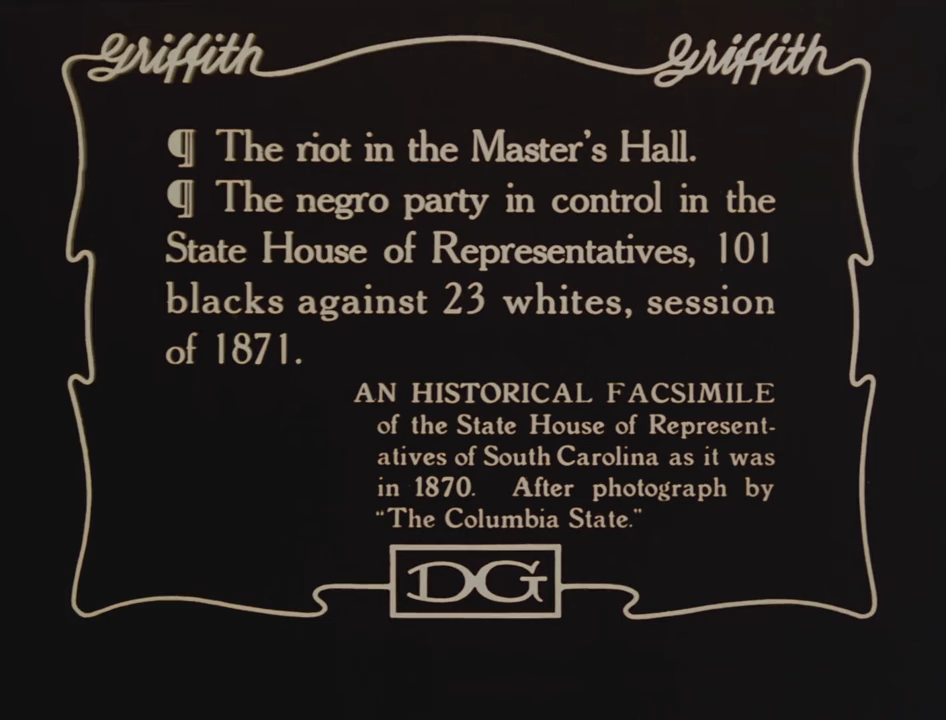 Griffith Griffith
¶ The riot in the Master's Hall.
¶ The negro party in control in the
State House of Representatives, 101
blacks against 23 whites, session
of 1871.
AN HISTORICAL FACSIMILE
of the State House of Represent-
atives of South Carolina as it was
in 1870. After photograph by
"The Columbia State."
DG